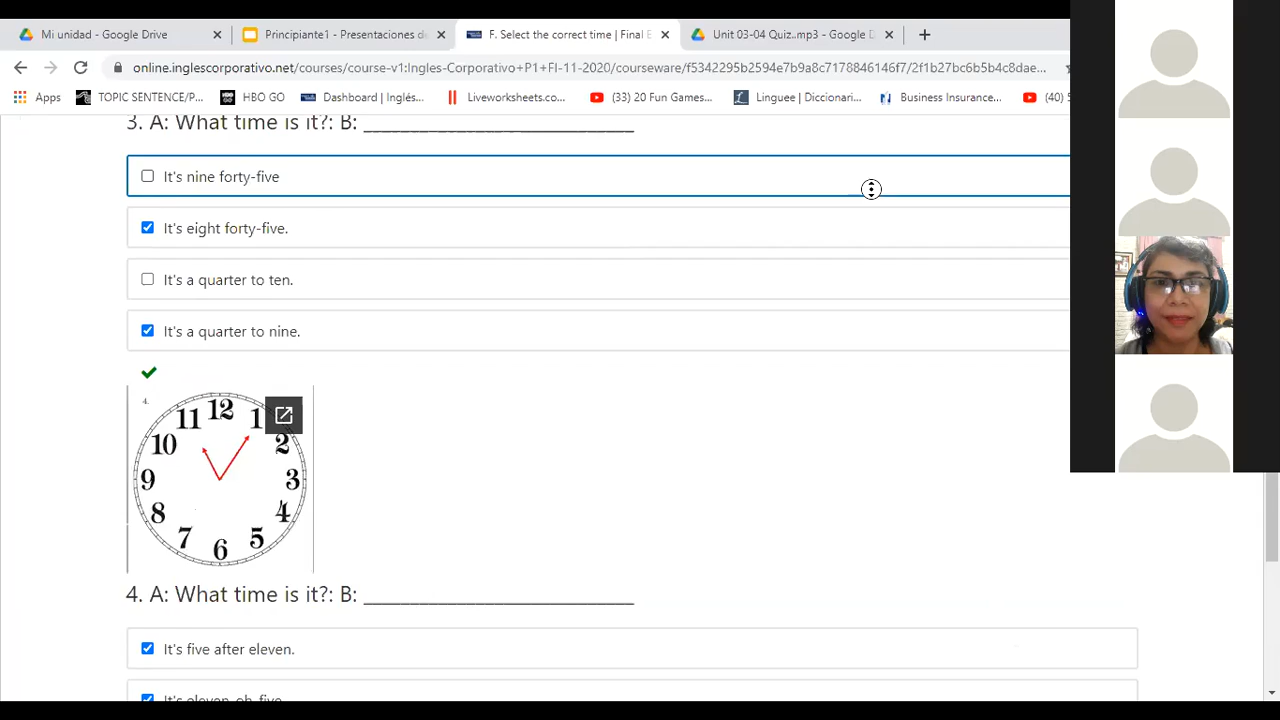 Mi unidad - Google Drive
Principiante1 - Presentaciones de
F. Select the correct time | Final E
Unit 03-04 Quiz..mp3 - Google D
online.inglescorporativo.net/courses/course-v1:Ingles-Corporativo+P1+FI-11-2020/courseware/f5342295b2594e7b9a8c7178846146f7/2f1b27bc6b5b4c8dae...
Apps
TOPIC SENTENCE/P...
HBO GO
Dashboard | Inglés...
Liveworksheets.co...
(33) 20 Fun Games...
Linguee | Diccionari...
Business Insurance...
(40)
3. A: What time is it?: B: ___________________________
It's nine forty-five
It's eight forty-five.
It's a quarter to ten.
It's a quarter to nine.
4.
12
11
1
10
2
9
3
8
4
7
5
6
4. A: What time is it?: B: ___________________________
It's five after eleven.
It's eleven-oh-five